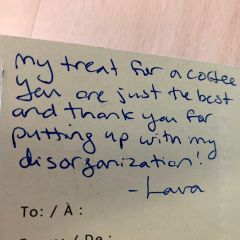 my treat for a coffee
you are just the best
and thank you for
putting up with my
disorganization!
- Lava
To: / À :